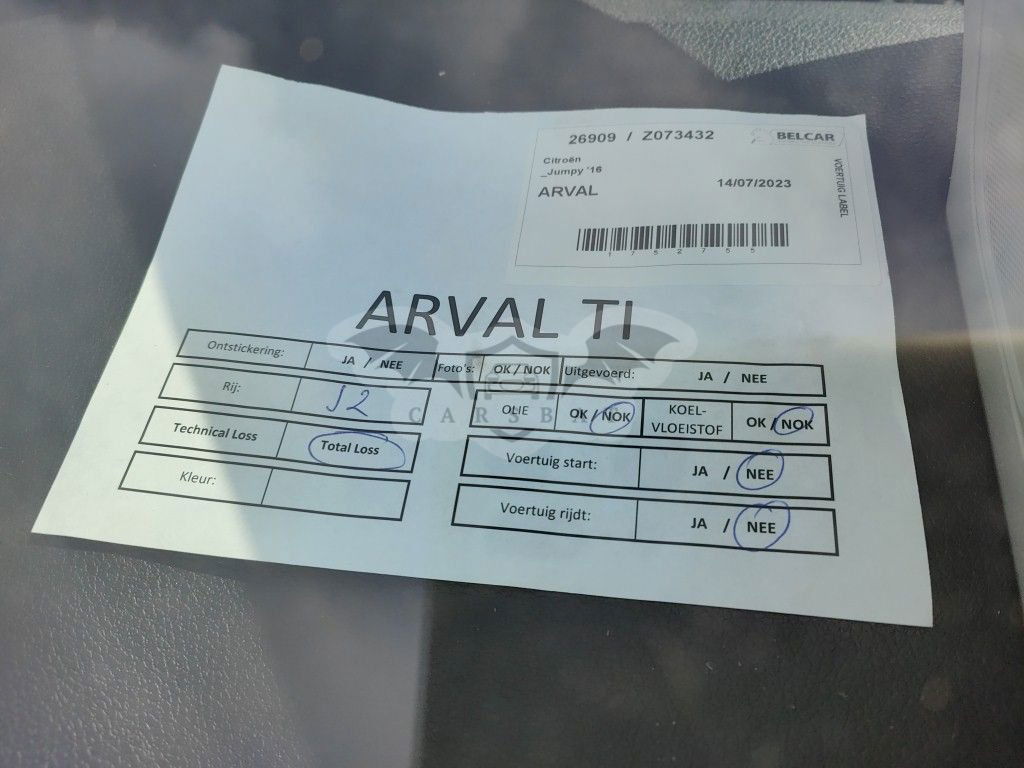 26909 / Z073432 BELCAR
Citroën
_Jumpy '16
ARVAL 14/07/2023
VOERTUIG LABEL
1752755
ARVAL TI
Ontstickering: JA / NEE Foto's: OK / NOK Uitgevoerd: JA / NEE
Rij: J2 OLIE OK / NOK KOEL-VLOEISTOF OK / NOK
Technical Loss Total Loss Voertuig start: JA / NEE
Kleur: Voertuig rijdt: JA / NEE